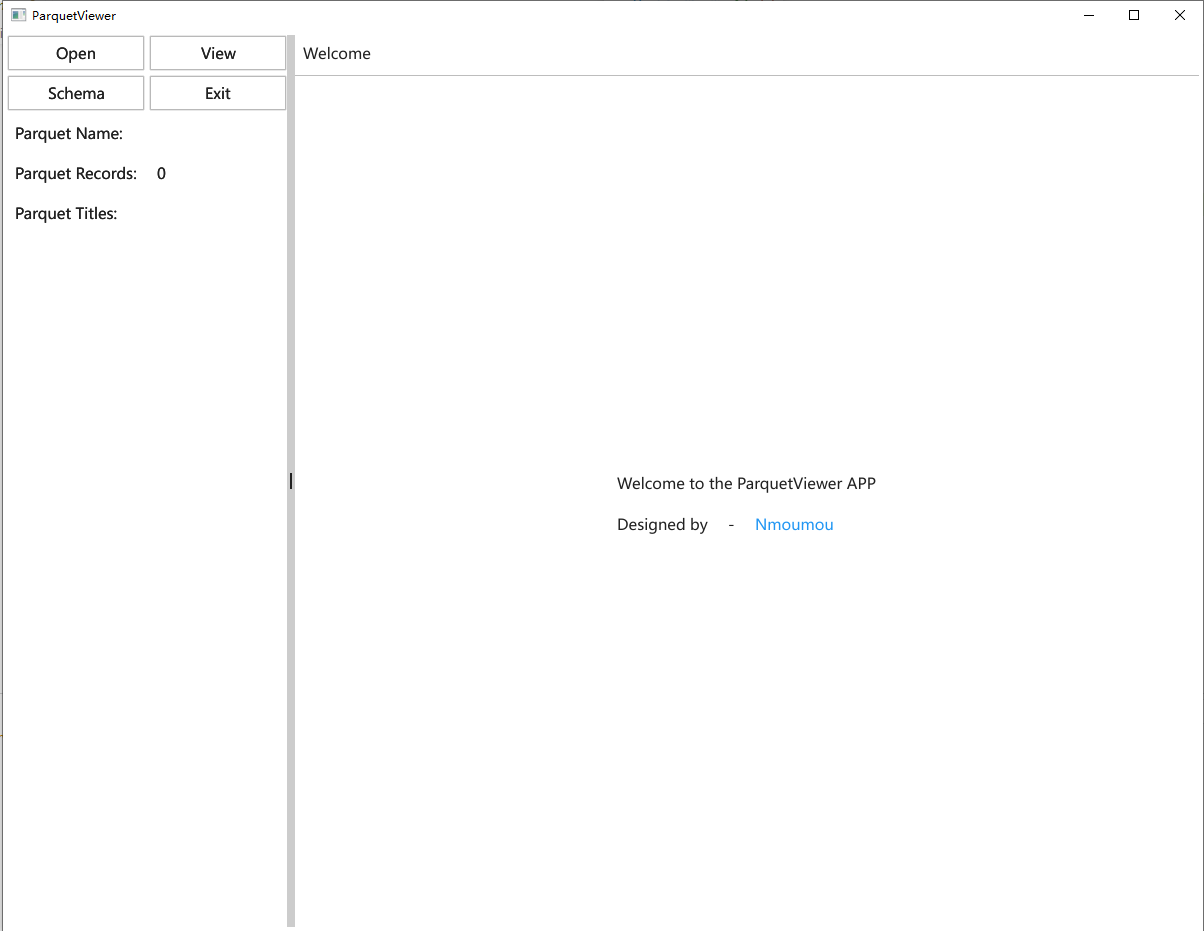 ParquetViewer
Open View
Schema Exit
Parquet Name:
Parquet Records: 0
Parquet Titles:
Welcome
Welcome to the ParquetViewer APP
Designed by - Nmoumou